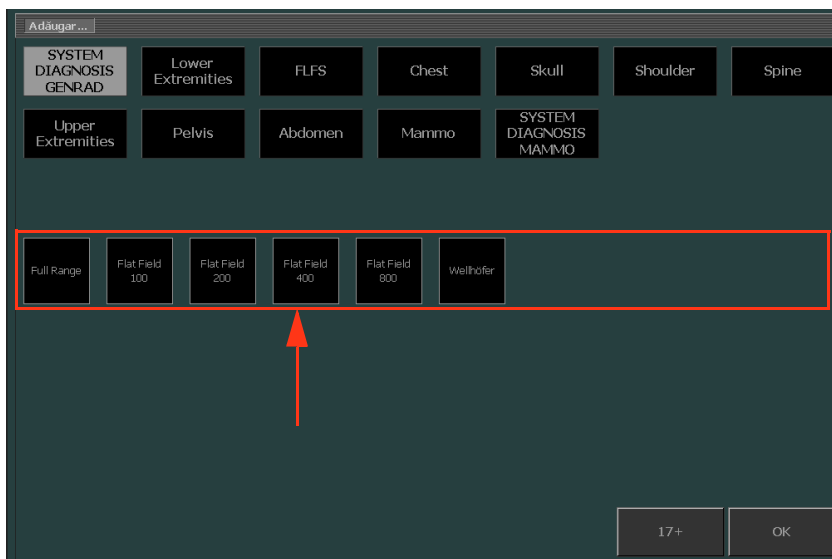 Adăugar...
SYSTEM
DIAGNOSIS
GENRAD
Lower
Extremities
FLFS
Chest
Skull
Shoulder
Spine
Upper
Extremities
Pelvis
Abdomen
Mammo
SYSTEM
DIAGNOSIS
MAMMO
Full Range
Flat Field
100
Flat Field
200
Flat Field
400
Flat Field
800
Wellhöfer
17+
OK